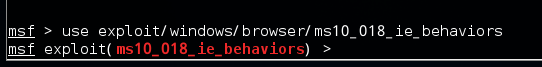 msf > use exploit/windows/browser/ms10_018_ie_behaviors
msf exploit(ms10_018_ie_behaviors) >